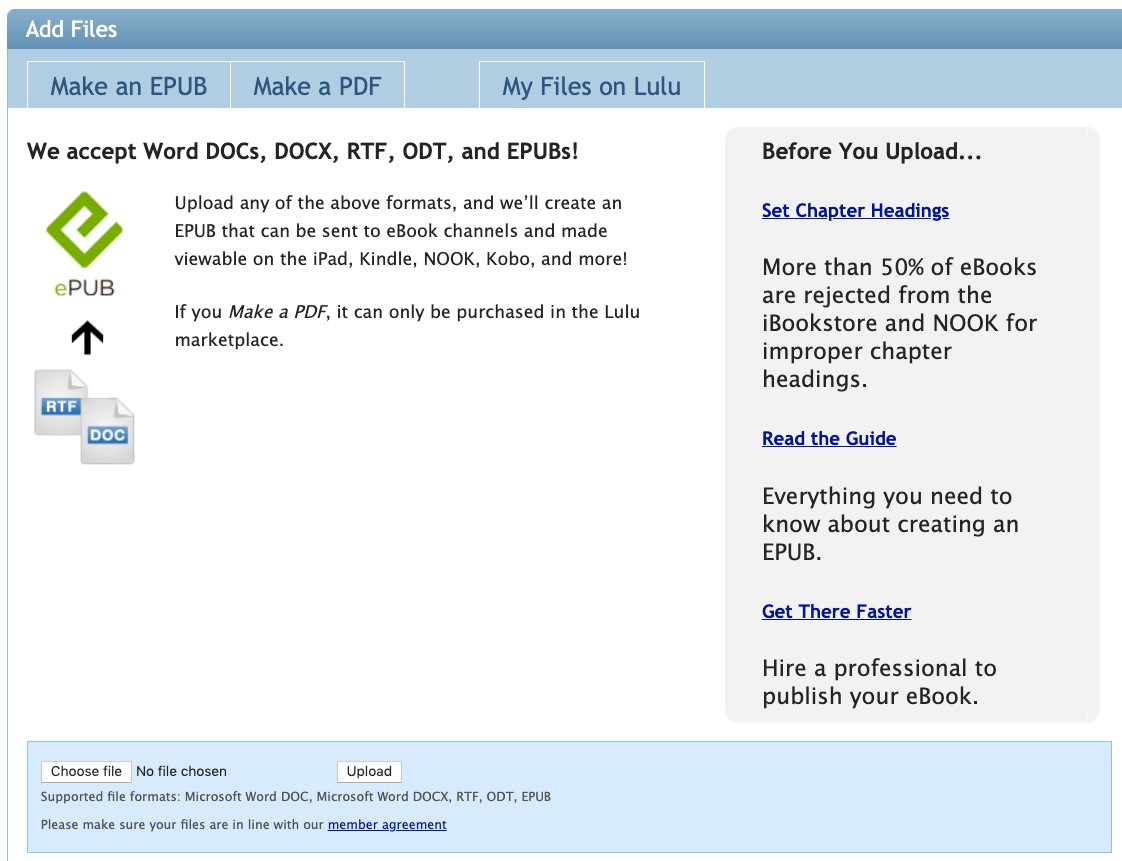 Add Files
Make an EPUB
Make a PDF
My Files on Lulu
We accept Word DOCs, DOCX, RTF, ODT, and EPUBs!
ePUB
RTF
DOC
Upload any of the above formats, and we’ll create an
EPUB that can be sent to eBook channels and made
viewable on the iPad, Kindle, NOOK, Kobo, and more!
If you Make a PDF, it can only be purchased in the Lulu
marketplace.
Before You Upload...
Set Chapter Headings
More than 50% of eBooks
are rejected from the
iBookstore and NOOK for
improper chapter
headings.
Read the Guide
Everything you need to
know about creating an
EPUB.
Get There Faster
Hire a professional to
publish your eBook.
Choose file No file chosen Upload
Supported file formats: Microsoft Word DOC, Microsoft Word DOCX, RTF, ODT, EPUB
Please make sure your files are in line with our member agreement